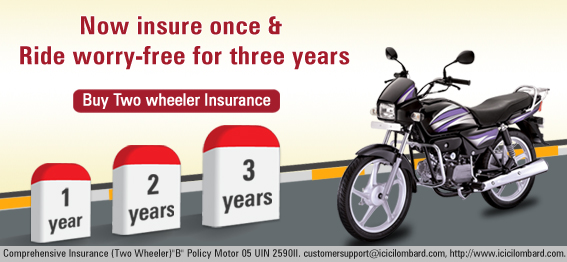 Now insure once &
Ride worry-free for three years
Buy Two wheeler Insurance
1
year
2
years
3
years
Comprehensive Insurance (Two Wheeler)"B" Policy Motor 05 UIN 2590II. customersupport@icicilombard.com, http://www.icicilombard.com